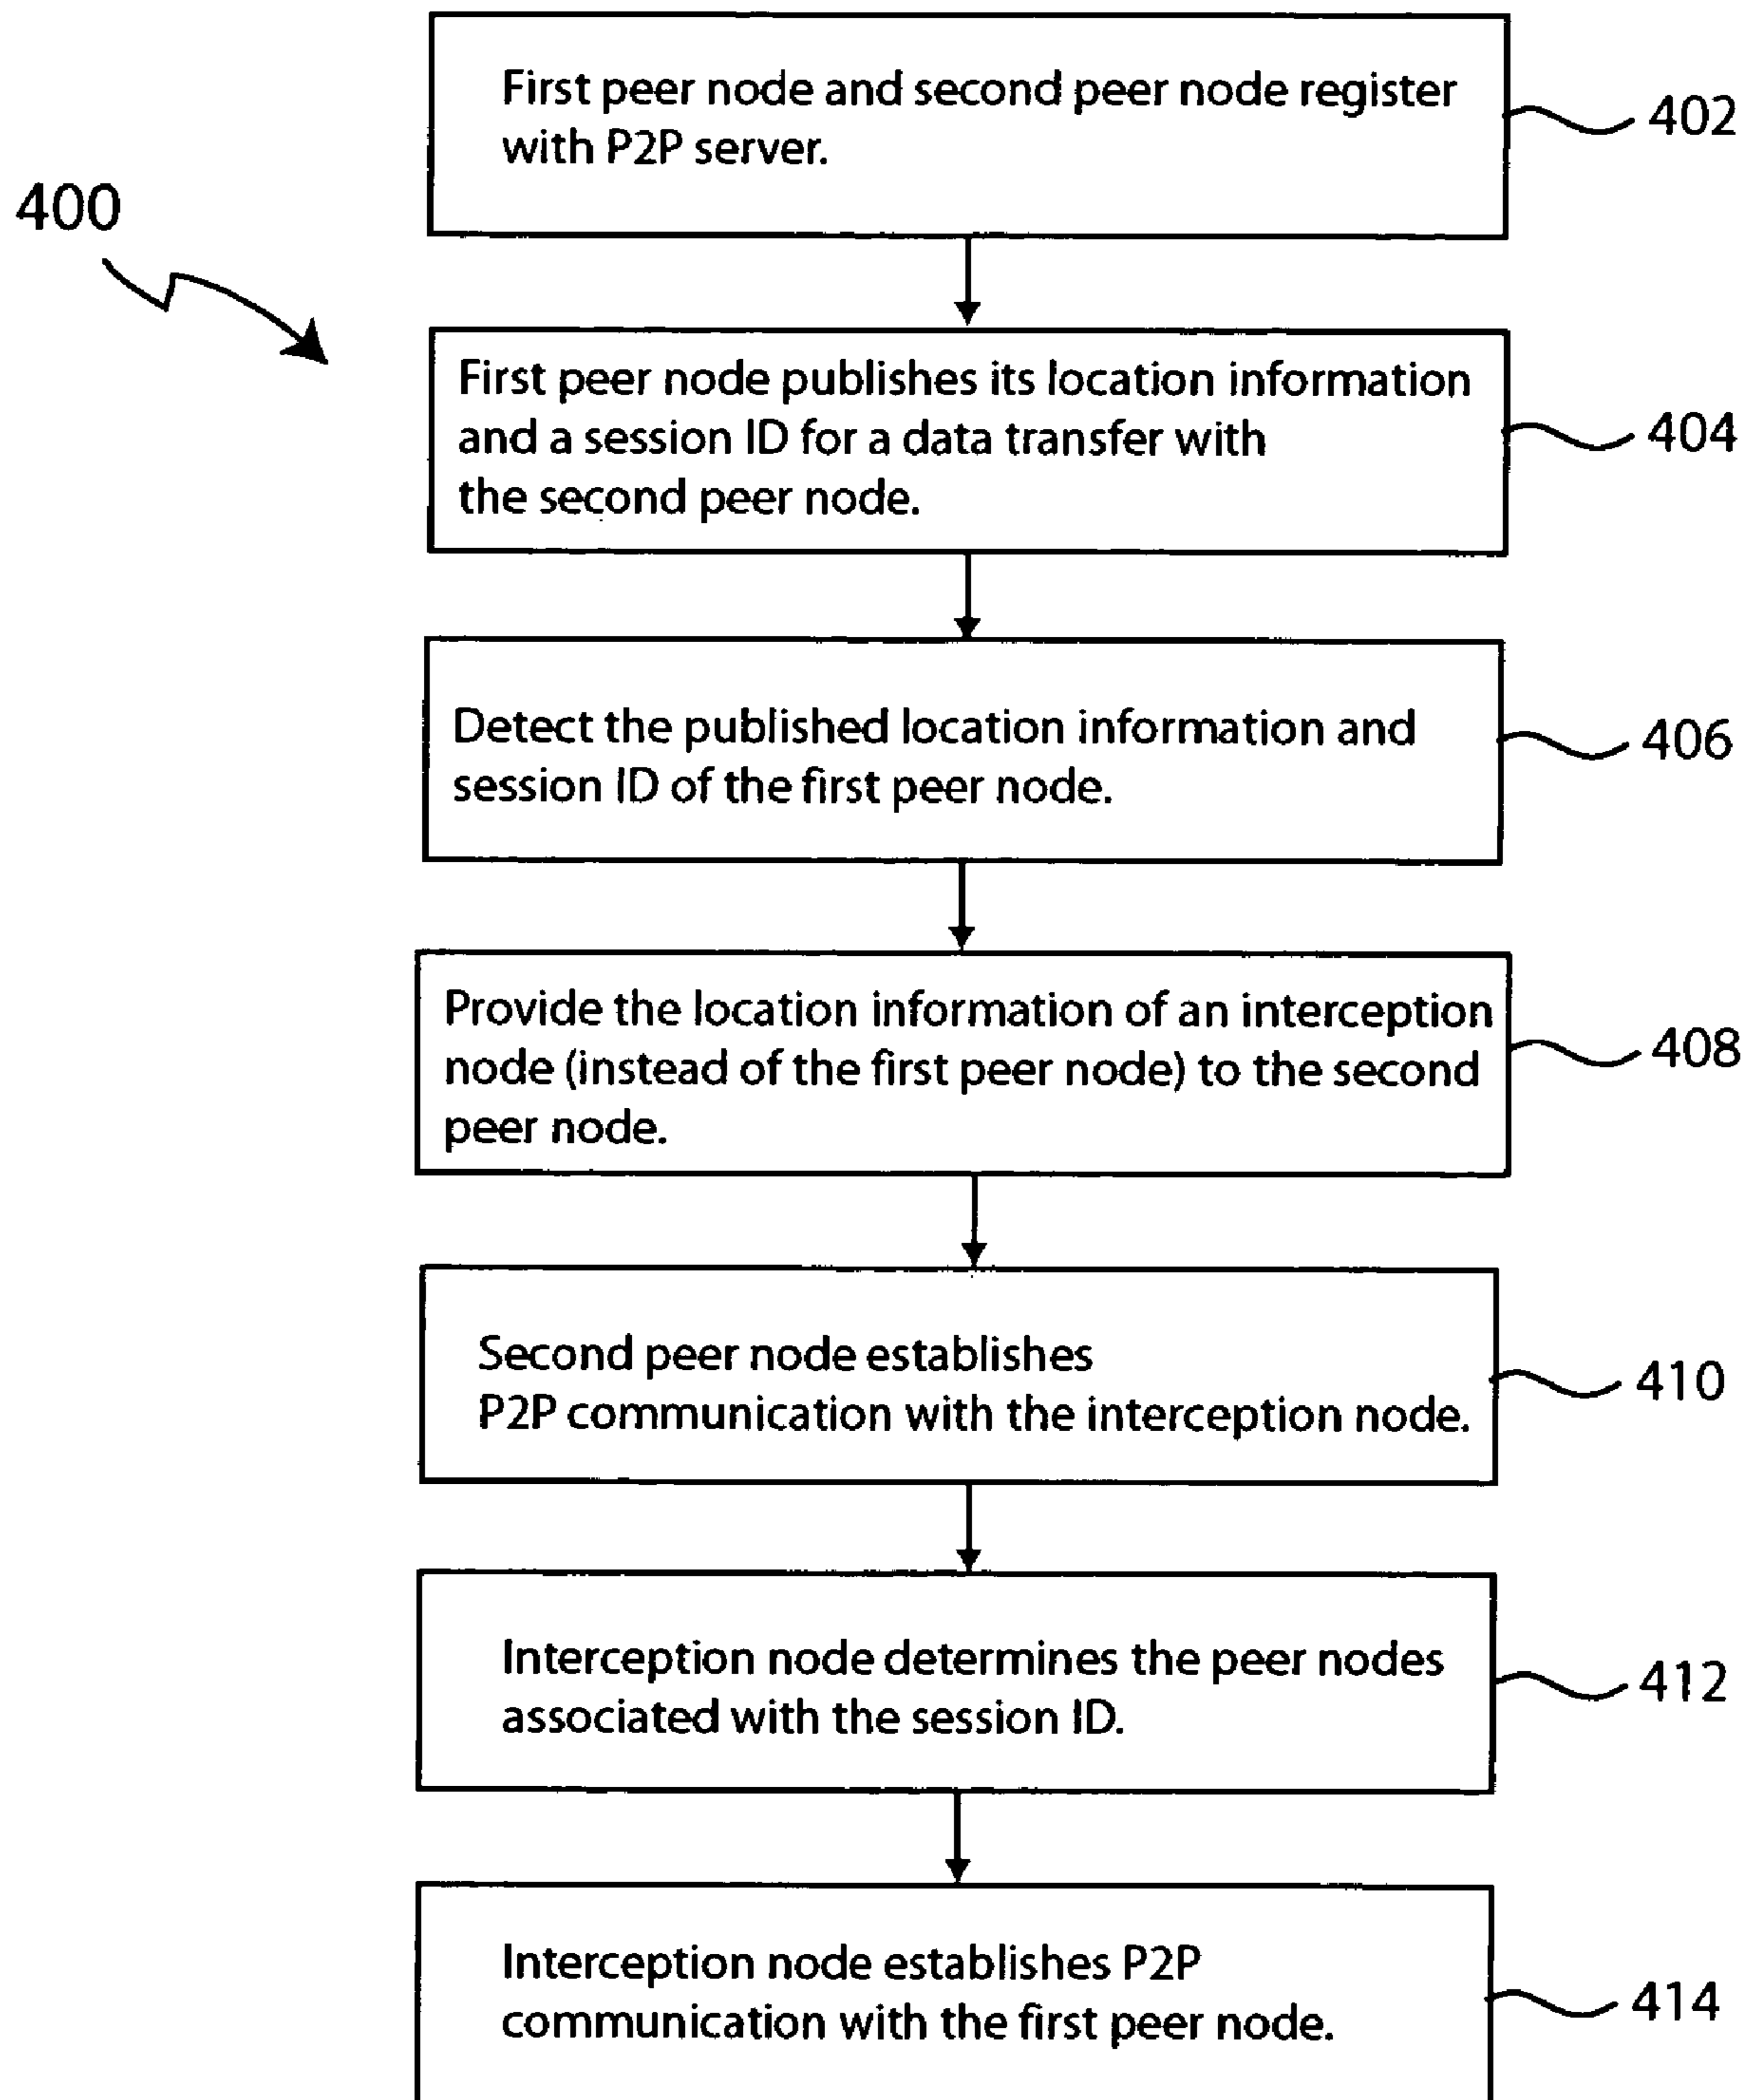 First peer node and second peer node register
with P2P server.
402
400
First peer node publishes its location information
and a session ID for a data transfer with
the second peer node.
404
Detect the published location information and
session ID of the first peer node.
406
Provide the location information of an interception
node (instead of the first peer node) to the second
peer node.
408
Second peer node establishes
P2P communication with the interception node.
410
Interception node determines the peer nodes
associated with the session ID.
412
Interception node establishes P2P
communication with the first peer node.
414